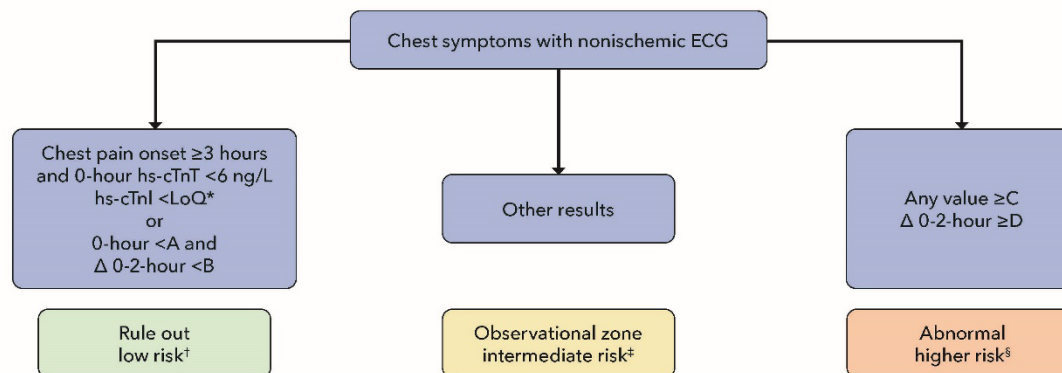 Chest symptoms with nonischemic ECG
Chest pain onset ≥3 hours
and 0-hour hs-cTnT <6 ng/L
hs-cTnI <LoQ*
or
0-hour <A and
Δ 0-2-hour <B
Other results
Any value ≥C
Δ 0-2-hour ≥D
Rule out
low risk†
Observational zone
intermediate risk‡
Abnormal
higher risk§